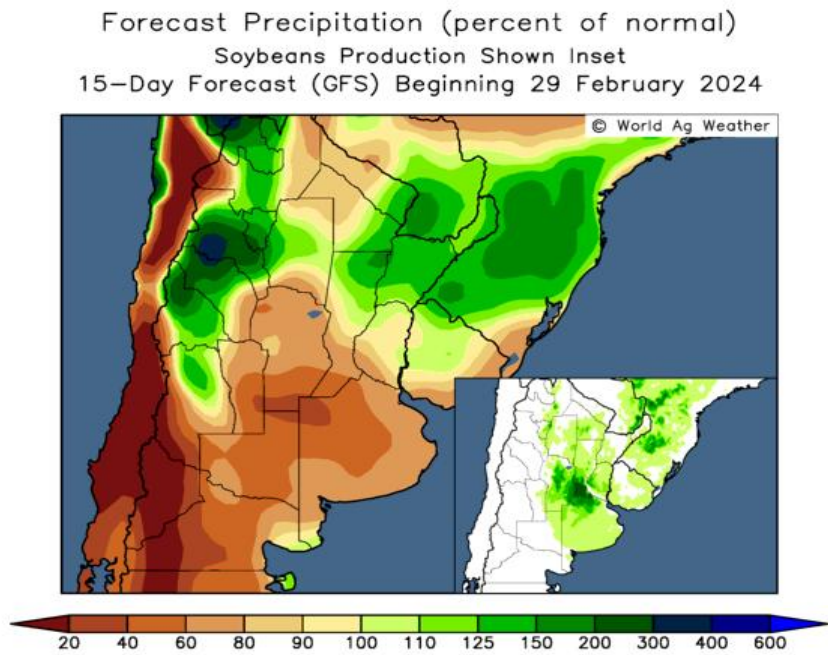 Forecast Precipitation (percent of normal)
Soybeans Production Shown Inset
15-Day Forecast (GFS) Beginning 29 February 2024
© World Ag Weather
20 40 60 80 90 100 110 125 150 200 300 400 600